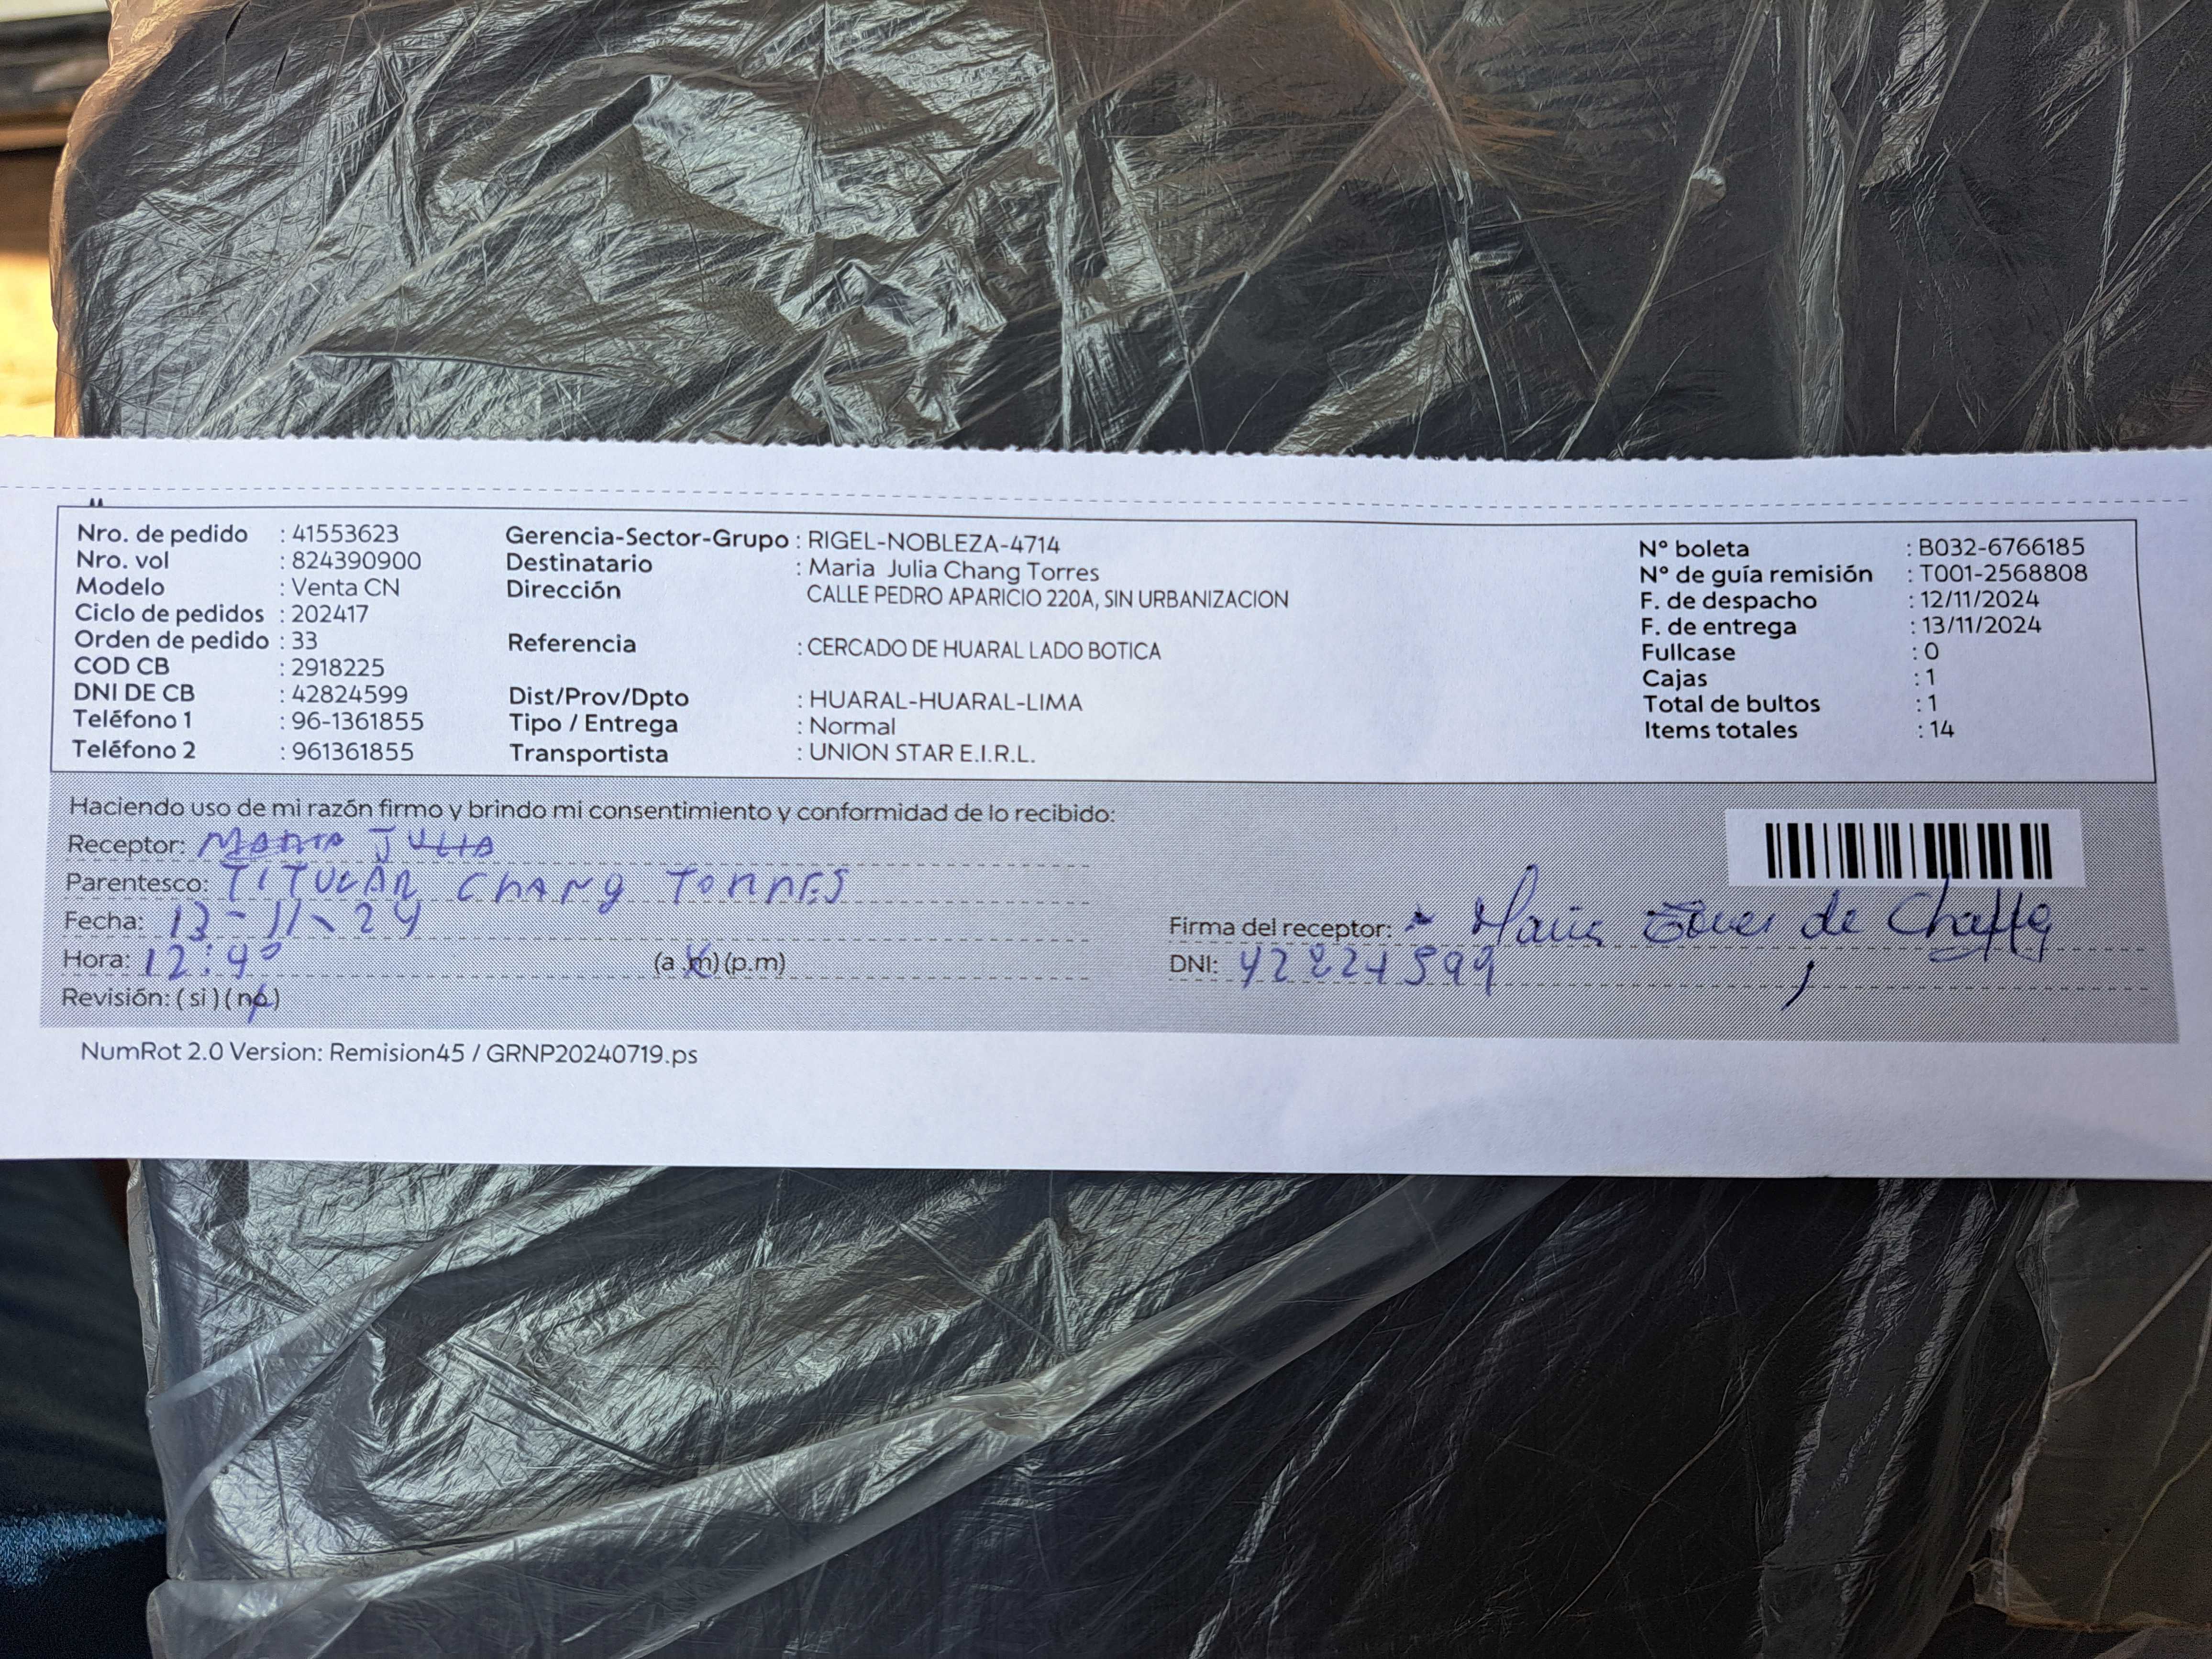 Nro. de pedido : 41553623
Nro. vol : 824390900
Modelo : Venta CN
Ciclo de pedidos : 202417
Orden de pedido : 33
COD CB : 2918225
DNI DE CB : 42824599
Teléfono 1 : 96-1361855
Teléfono 2 : 961361855
Gerencia-Sector-Grupo : RIGEL-NOBLEZA-4714
Destinatario : Maria Julia Chang Torres
Dirección CALLE PEDRO APARICIO 220A, SIN URBANIZACION
Referencia : CERCADO DE HUARAL LADO BOTICA
Dist/Prov/Dpto : HUARAL-HUARAL-LIMA
Tipo / Entrega : Normal
Transportista : UNION STAR E.I.R.L.
N° boleta : B032-6766185
N° de guía remisión : T001-2568808
F. de despacho : 12/11/2024
F. de entrega : 13/11/2024
Fullcase : 0
Cajas : 1
Total de bultos : 1
Items totales : 14
Haciendo uso de mi razón firmo y brindo mi consentimiento y conformidad de lo recibido:
Receptor: MARIA JULIA
Parentesco: TITULAR CHANG TORRES
Fecha: 13-11-24
Hora: 12:40 (a.m) (p.m)
Revisión: (si) (no)
Firma del receptor: Maria de
DNI: 42824599
NumRot 2.0 Version: Remision45 / GRNP20240719.ps